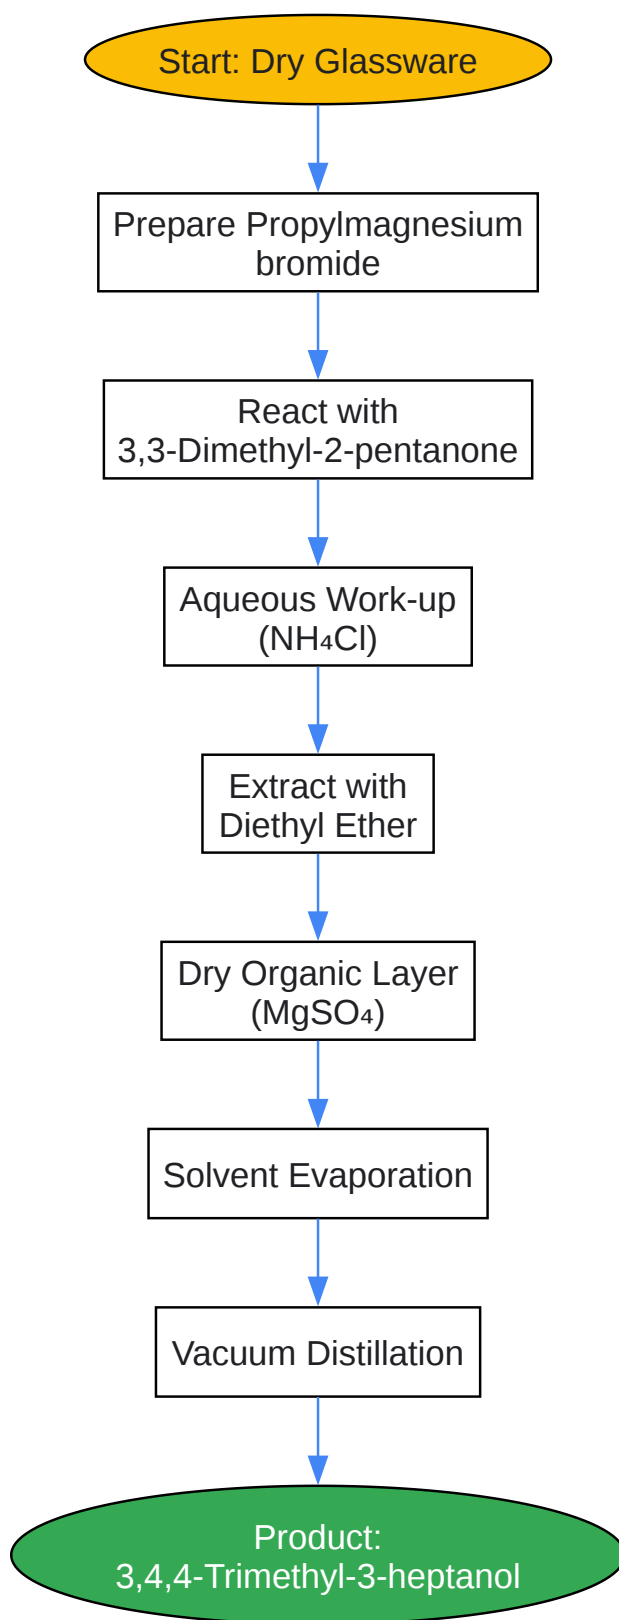 Start: Dry Glassware
Prepare Propylmagnesium
bromide
React with
3,3-Dimethyl-2-pentanone
Aqueous Work-up
(NH₄Cl)
Extract with
Diethyl Ether
Dry Organic Layer
(MgSO₄)
Solvent Evaporation
Vacuum Distillation
Product:
3,4,4-Trimethyl-3-heptanol